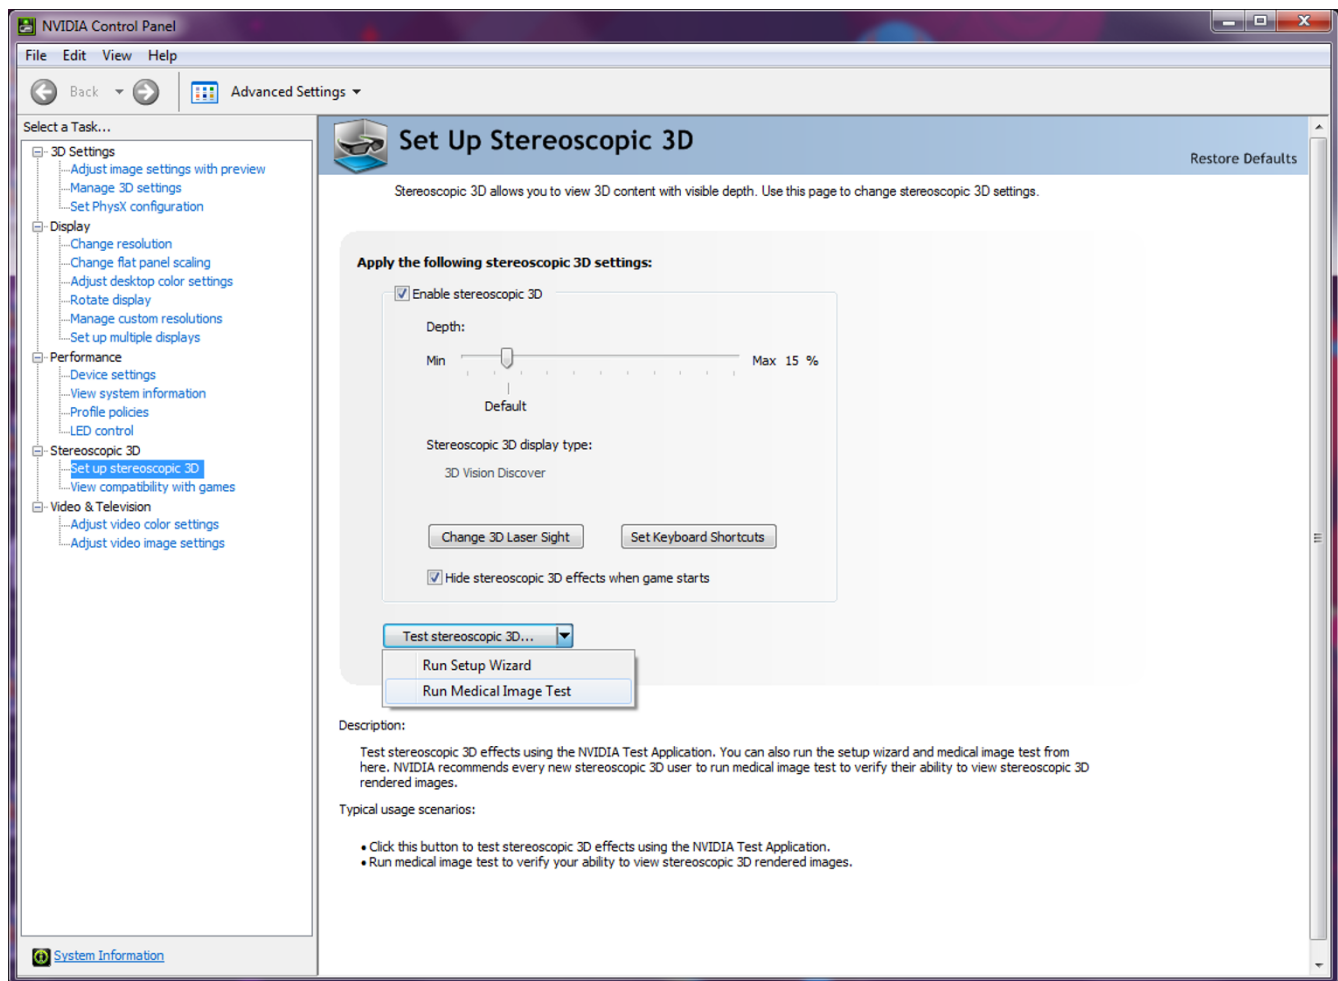 NVIDIA Control Panel
File Edit View Help
Back Advanced Settings
Select a Task...
3D Settings
Adjust image settings with preview
Manage 3D settings
Set PhysX configuration
Display
Change resolution
Change flat panel scaling
Adjust desktop color settings
Rotate display
Manage custom resolutions
Set up multiple displays
Performance
Device settings
View system information
Profile policies
LED control
Stereoscopic 3D
Set up stereoscopic 3D
View compatibility with games
Video & Television
Adjust video color settings
Adjust video image settings
System Information
Set Up Stereoscopic 3D
Restore Defaults
Stereoscopic 3D allows you to view 3D content with visible depth. Use this page to change stereoscopic 3D settings.
Apply the following stereoscopic 3D settings:
Enable stereoscopic 3D
Depth:
Min Max 15 %
Default
Stereoscopic 3D display type:
3D Vision Discover
Change 3D Laser Sight Set Keyboard Shortcuts
Hide stereoscopic 3D effects when game starts
Test stereoscopic 3D...
Run Setup Wizard
Run Medical Image Test
Description:
Test stereoscopic 3D effects using the NVIDIA Test Application. You can also run the setup wizard and medical image test from
here. NVIDIA recommends every new stereoscopic 3D user to run medical image test to verify their ability to view stereoscopic 3D
rendered images.
Typical usage scenarios:
• Click this button to test stereoscopic 3D effects using the NVIDIA Test Application.
• Run medical image test to verify your ability to view stereoscopic 3D rendered images.